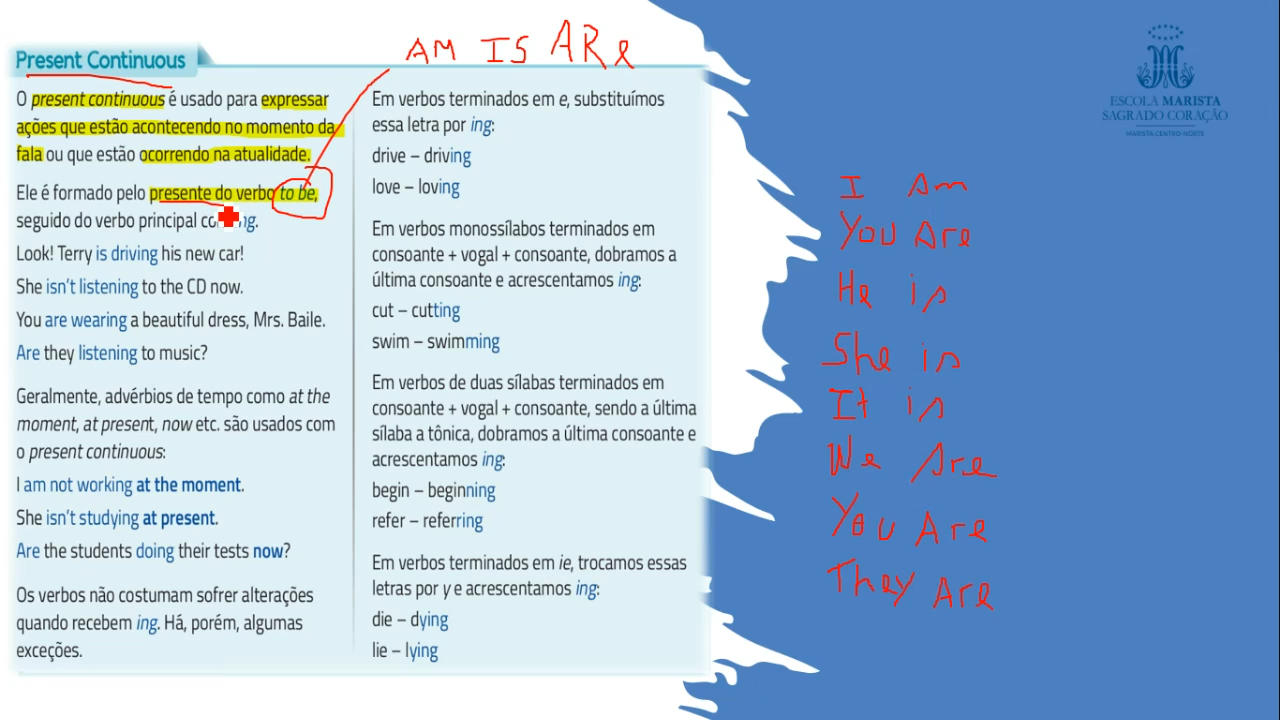 AM IS ARe
Present Continuous
O present continuous é usado para expressar
ações que estão acontecendo no momento da
fala ou que estão ocorrendo na atualidade.
Ele é formado pelo presente do verbo to be,
seguido do verbo principal ng.
Look! Terry is driving his new car!
She isn't listening to the CD now.
You are wearing a beautiful dress, Mrs. Baile.
Are they listening to music?
Geralmente, advérbios de tempo como at the
moment, at present, now etc. são usados com
o present continuous:
I am not working at the moment.
She isn't studying at present.
Are the students doing their tests now?
Os verbos não costumam sofrer alterações
quando recebem ing. Há, porém, algumas
exceções.
Em verbos terminados em e, substituímos
essa letra por ing:
drive – driving
love – loving
Em verbos monossílabos terminados em
consoante + vogal + consoante, dobramos a
última consoante e acrescentamos ing:
cut – cutting
swim – swimming
Em verbos de duas sílabas terminados em
consoante + vogal + consoante, sendo a última
sílaba a tônica, dobramos a última consoante e
acrescentamos ing:
begin – beginning
refer – referring
Em verbos terminados em ie, trocamos essas
letras por y e acrescentamos ing:
die – dying
lie – lying
ESCOLA MARISTA
SAGRADO CORAÇÃO
MARISTA CENTRO-NORTE
I Am
You Are
He is
She is
It is
We Are
You Are
They Are